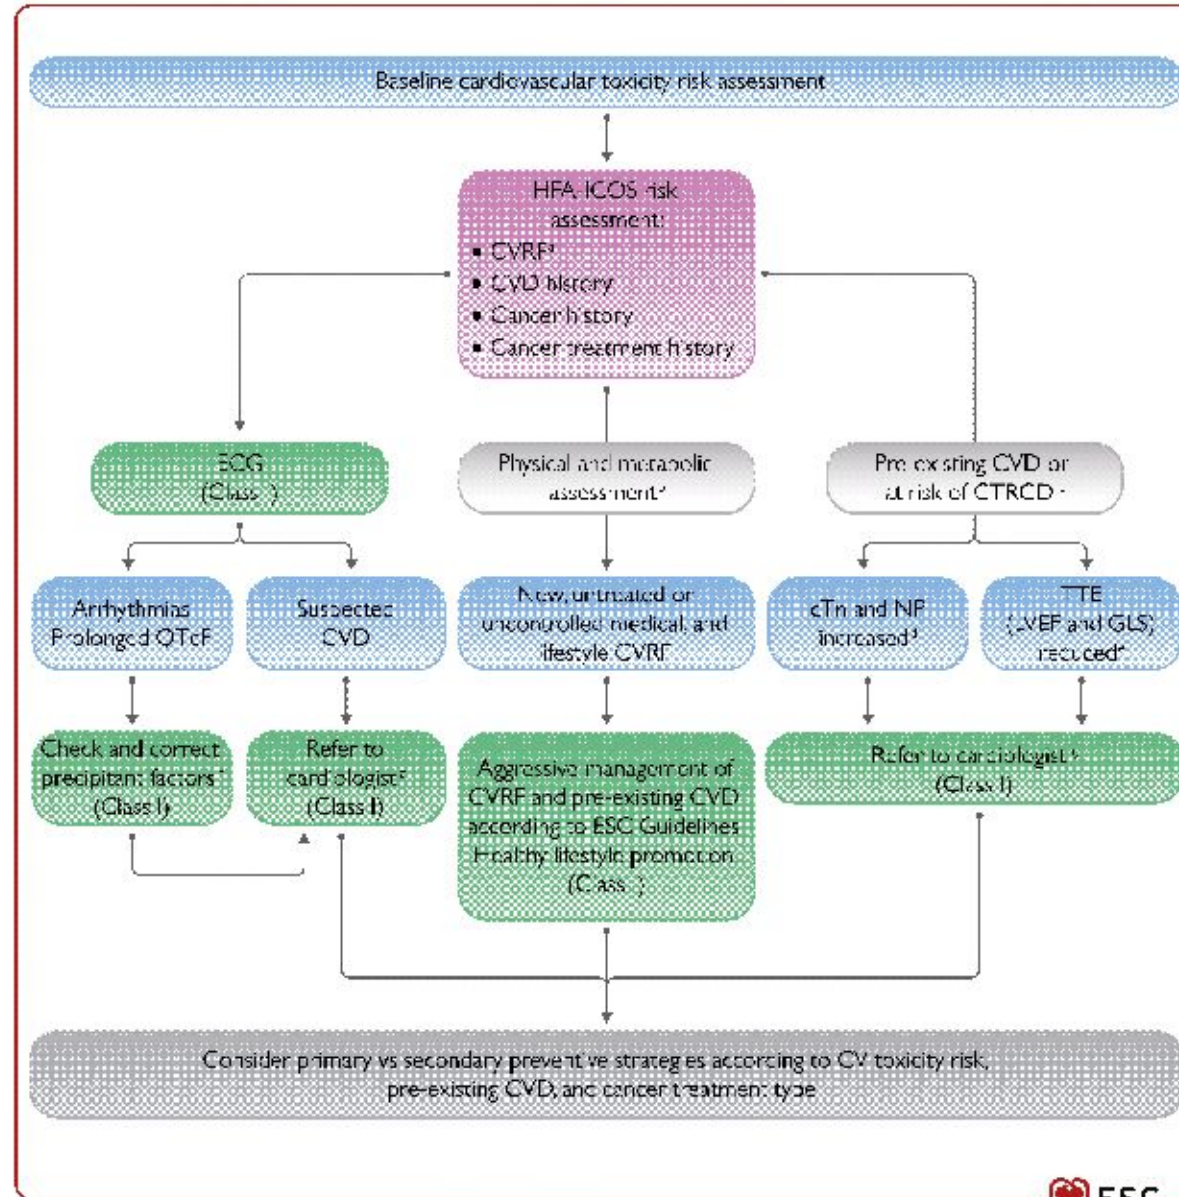 Baseline cardiovascular toxicity risk assessment
HFA-ICOS risk
assessment:
• CVRF
• CVD history
• Cancer history
• Cancer treatment history
ECG
(Class I)
Physical and metabolic
assessment
Pre-existing CVD or
at risk of CTRCD
Arrhythmias
Prolonged QTcF
Suspected
CVD
New, untreated or
uncontrolled medical, and
lifestyle CVRF
cTn and NP
increased
TTE
(LVEF and GLS)
reduced
Check and correct
precipitant factors
(Class I)
Refer to
cardiologist
(Class I)
Aggressive management of
CVRF and pre-existing CVD
according to ESC Guidelines
Healthy lifestyle promotion
(Class I)
Refer to cardiologist
(Class I)
Consider primary vs secondary preventive strategies according to CV toxicity risk,
pre-existing CVD, and cancer treatment type
ESC